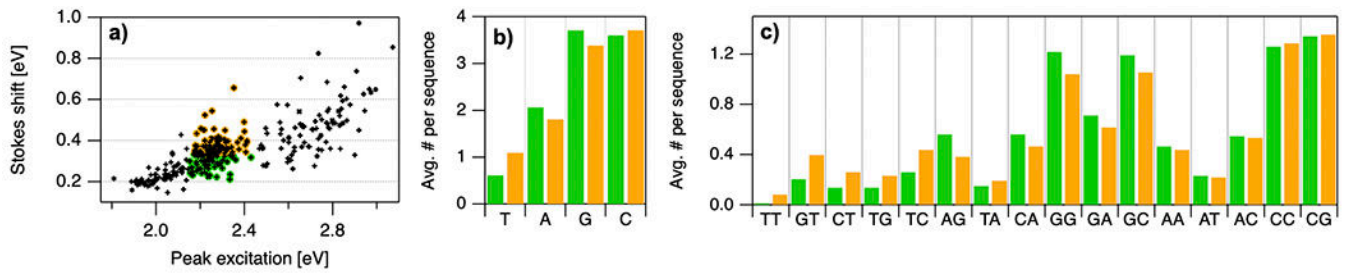 a)
Stokes shift [eV]
1.0
0.8
0.6
0.4
0.2
2.0 2.4 2.8
Peak excitation [eV]
b)
Avg. # per sequence
4
3
2
1
0
T A G C
c)
Avg. # per sequence
1.2
0.8
0.4
0.0
TT GT CT TG TC AG TA CA GG GA GC AA AT AC CC CG